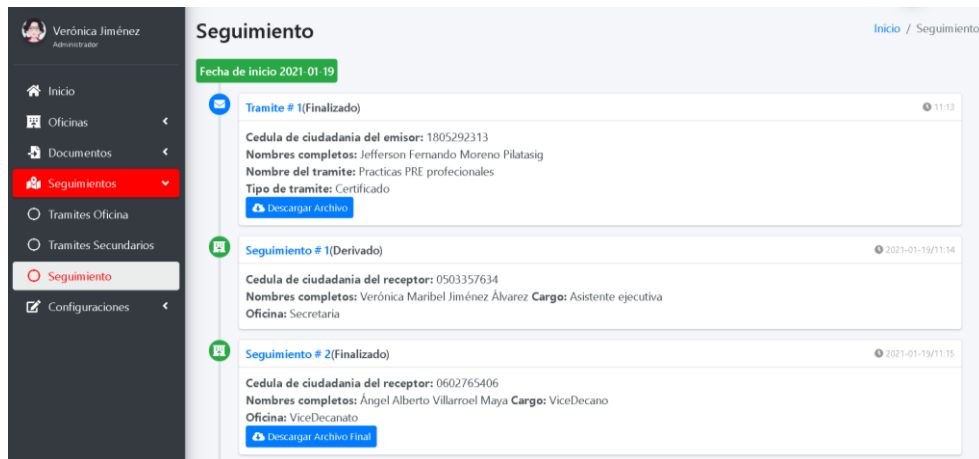 Verónica Jiménez
Administrador
Inicio
Oficinas
Documentos
Seguimientos
Tramites Oficina
Tramites Secundarios
Seguimiento
Configuraciones
Seguimiento
Inicio / Seguimiento
Fecha de inicio 2021-01-19
Tramite # 1(Finalizado)
11:13
Cedula de ciudadania del emisor: 1805292313
Nombres completos: Jefferson Fernando Moreno Pilatasig
Nombre del tramite: Practicas PRE profecionales
Tipo de tramite: Certificado
Descargar Archivo
Seguimiento # 1(Derivado)
2021-01-19/11:14
Cedula de ciudadania del receptor: 0503357634
Nombres completos: Verónica Maribel Jiménez Álvarez Cargo: Asistente ejecutiva
Oficina: Secretaria
Seguimiento # 2(Finalizado)
2021-01-19/11:15
Cedula de ciudadania del receptor: 0602765406
Nombres completos: Ángel Alberto Villarroel Maya Cargo: ViceDecano
Oficina: ViceDecanato
Descargar Archivo Final